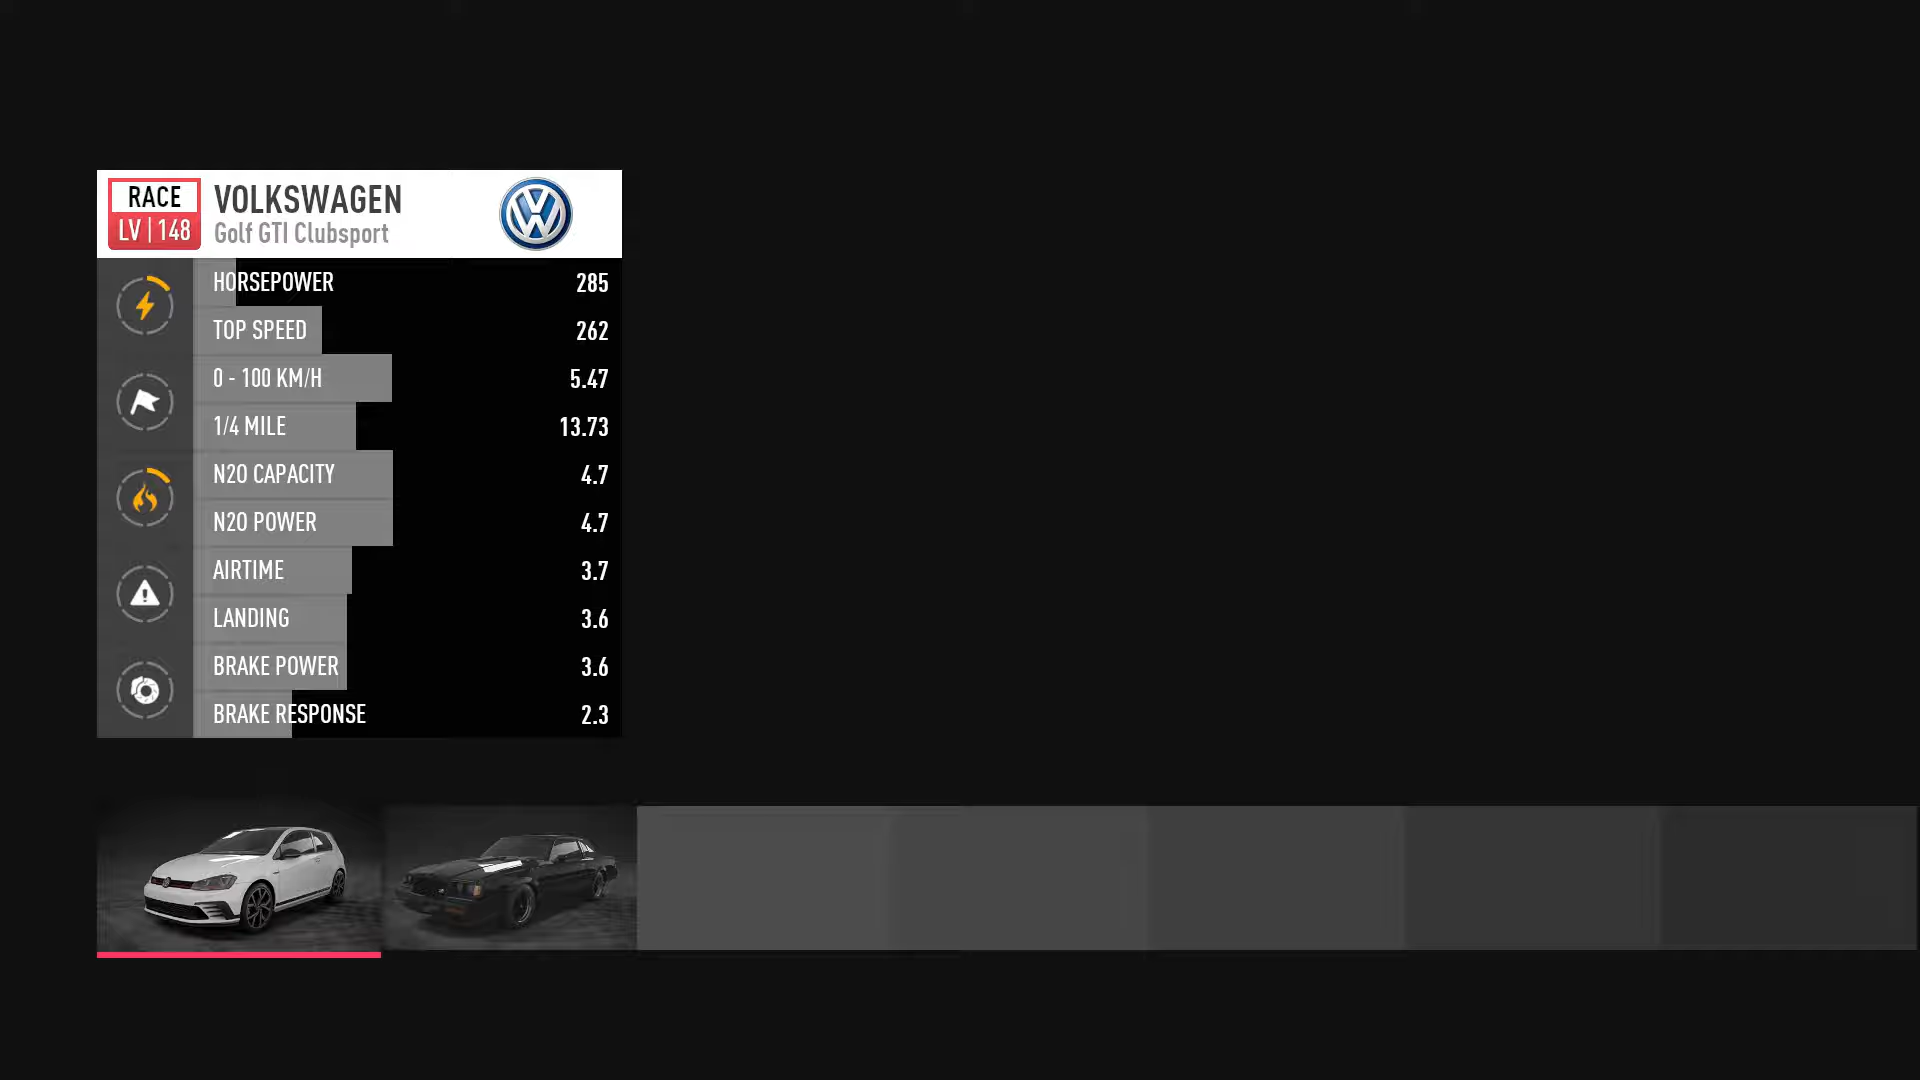 RACE
LV | 148
VOLKSWAGEN
Golf GTI Clubsport
HORSEPOWER 285
TOP SPEED 262
0 - 100 KM/H 5.47
1/4 MILE 13.73
N2O CAPACITY 4.7
N2O POWER 4.7
AIRTIME 3.7
LANDING 3.6
BRAKE POWER 3.6
BRAKE RESPONSE 2.3